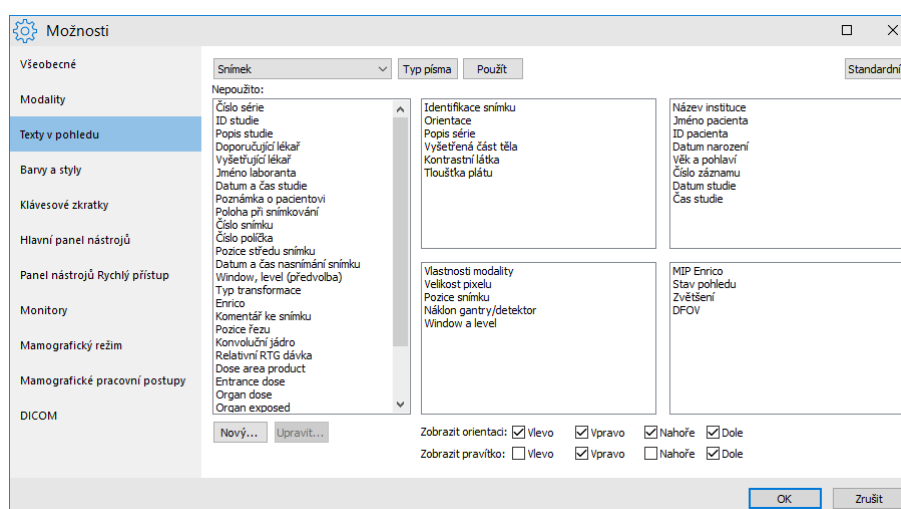 Možnosti
Všeobecné
Modality
Texty v pohledu
Barvy a styly
Klávesové zkratky
Hlavní panel nástrojů
Panel nástrojů Rychlý přístup
Monitory
Mamografický režim
Mamografické pracovní postupy
DICOM
Snímek
Typ písma
Použít
Standardní
Nepoužito:
Číslo série
ID studie
Popis studie
Doporučující lékař
Vyšetřující lékař
Jméno laboranta
Datum a čas studie
Poznámka o pacientovi
Poloha při snímkování
Číslo snímku
Číslo políčka
Pozice středu snímku
Datum a čas nasnímání snímku
Window, level (předvolba)
Typ transformace
Enrico
Komentář ke snímku
Pozice řezu
Konvoluční jádro
Relativní RTG dávka
Dose area product
Entrance dose
Organ dose
Organ exposed
Identifikace snímku
Orientace
Popis série
Vyšetřená část těla
Kontrastní látka
Tloušťka plátu
Název instituce
Jméno pacienta
ID pacienta
Datum narození
Věk a pohlaví
Číslo záznamu
Datum studie
Čas studie
Vlastnosti modality
Velikost pixelu
Pozice snímku
Náklon gantry/detektor
Window a level
MIP Enrico
Stav pohledu
Zvětšení
DFOV
Nový...
Upravit...
Zobrazit orientaci: Vlevo Vpravo Nahoře Dole
Zobrazit pravítko: Vlevo Vpravo Nahoře Dole
OK
Zrušit